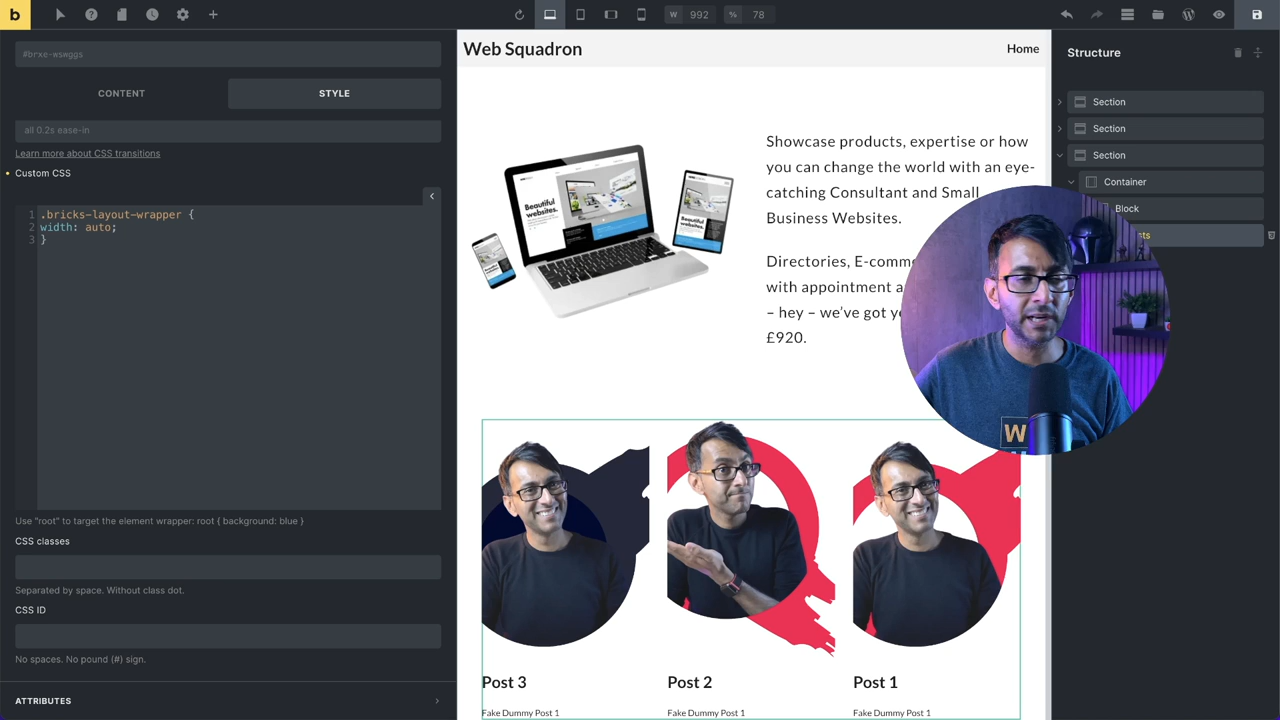 b
W 992 % 78
#brxe-wswggs
CONTENT
STYLE
all 0.2s ease-in
Learn more about CSS transitions
Custom CSS
1 .bricks-layout-wrapper {
2 width: auto;
3 }
Use "root" to target the element wrapper: root { background: blue }
CSS classes
Separated by space. Without class dot.
CSS ID
No spaces. No pound (#) sign.
ATTRIBUTES
Web Squadron
Home
Beautiful websites.
Showcase products, expertise or how
you can change the world with an eye-
catching Consultant and Small
Business Websites.
Directories, E-comme
with appointment a
– hey – we've got yo
£920.
W
Post 3
Post 2
Post 1
Fake Dummy Post 1
Fake Dummy Post 1
Fake Dummy Post 1
Structure
Section
Section
Section
Container
Block
sts